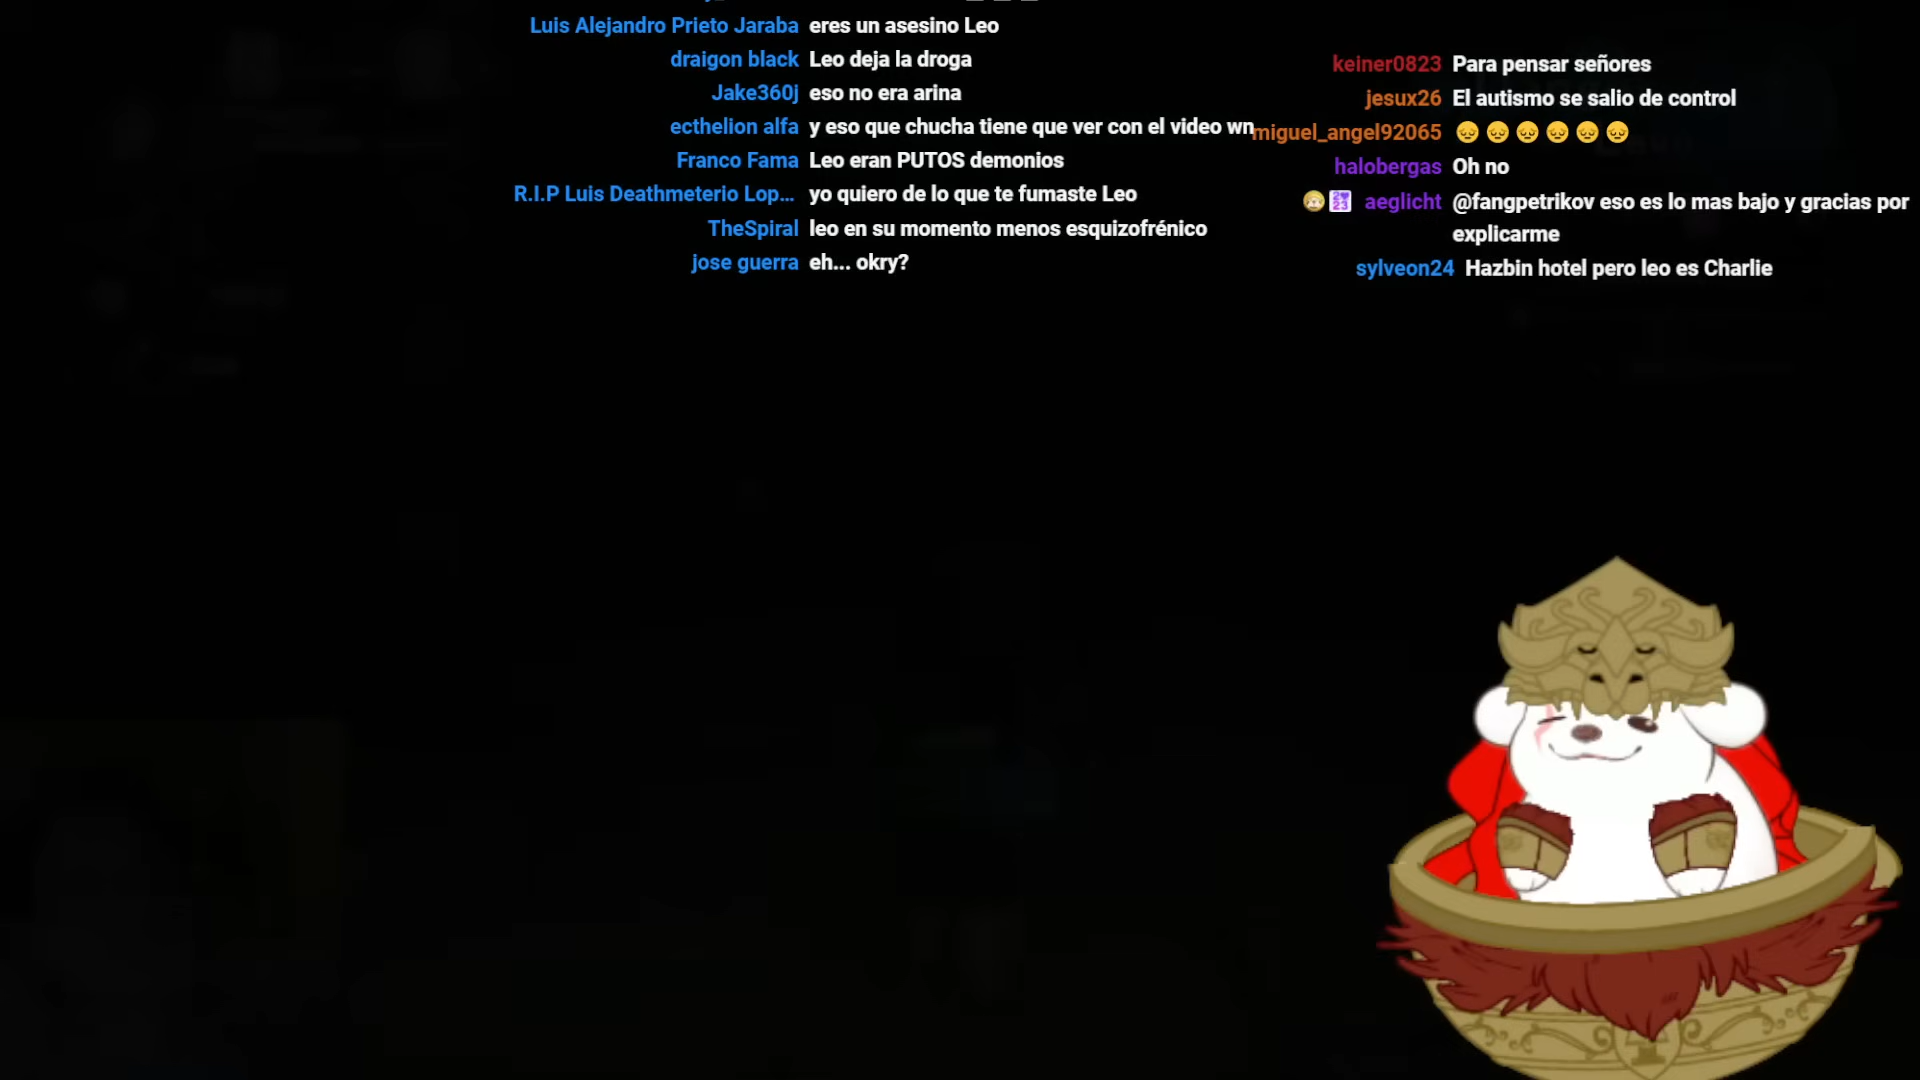 Luis Alejandro Prieto Jaraba eres un asesino Leo
draigon black Leo deja la droga
Jake360j eso no era arina
ecthelion alfa y eso que chucha tiene que ver con el video wn
Franco Fama Leo eran PUTOS demonios
R.I.P Luis Deathmeterio Lop... yo quiero de lo que te fumaste Leo
TheSpiral leo en su momento menos esquizofrénico
jose guerra eh... okry?
keiner0823 Para pensar señores
jesux26 El autismo se salio de control
miguel_angel92065 😔 😔 😔 😔 😔 😔
halobergas Oh no
aeglicht @fangpetrikov eso es lo mas bajo y gracias por
explicarme
sylveon24 Hazbin hotel pero leo es Charlie